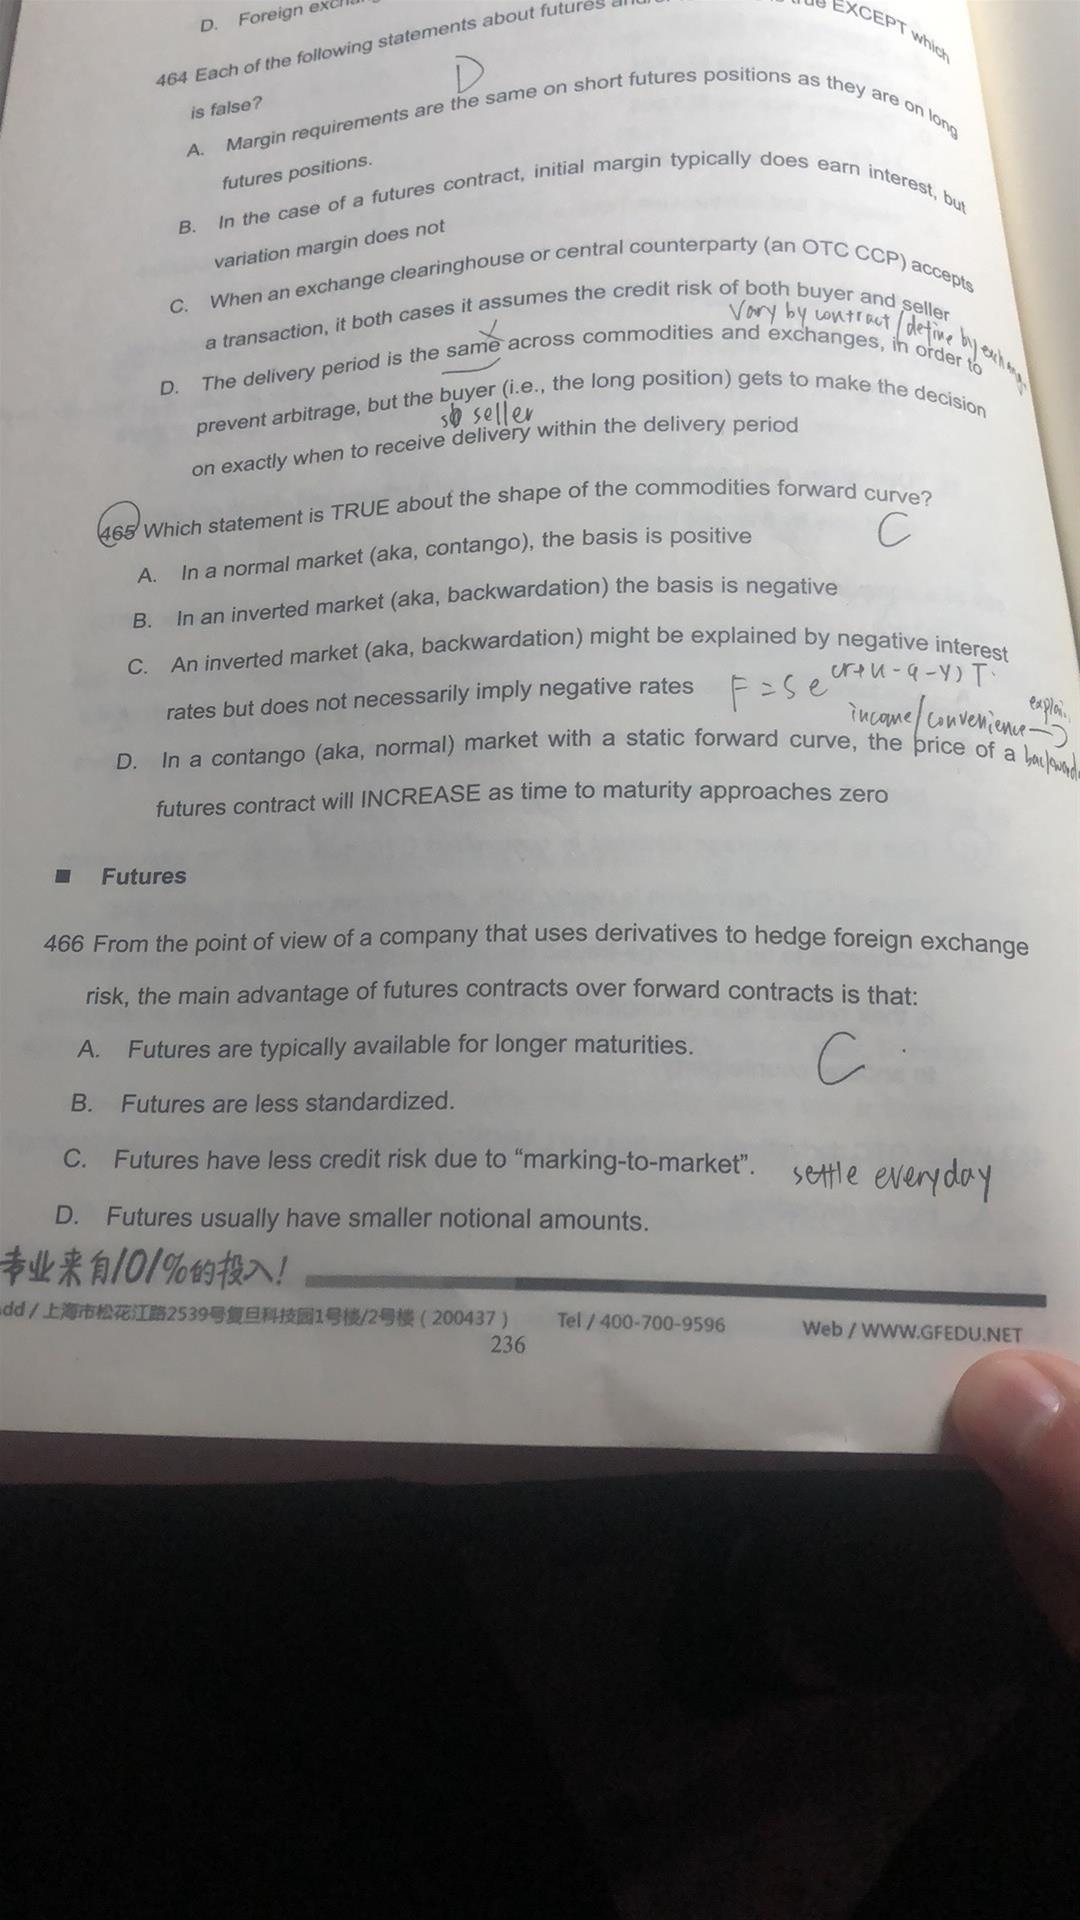 D. Foreign
464 Each of the following statements about futures EXCEPT which
is false?
D
A. Margin requirements are the same on short futures positions as they are on long
futures positions.
B. In the case of a futures contract, initial margin typically does earn interest, but
variation margin does not
C. When an exchange clearinghouse or central counterparty (an OTC CCP) accepts
a transaction, it both cases it assumes the credit risk of both buyer and seller
Vary by contract / define by exchang.
D. The delivery period is the same across commodities and exchanges, in order to
prevent arbitrage, but the buyer (i.e., the long position) gets to make the decision
seller
on exactly when to receive delivery within the delivery period
465 Which statement is TRUE about the shape of the commodities forward curve?
C
A. In a normal market (aka, contango), the basis is positive
B. In an inverted market (aka, backwardation) the basis is negative
C. An inverted market (aka, backwardation) might be explained by negative interest
rates but does not necessarily imply negative rates
F = S e (r+u-q-y)T
income/convenience explai..
D. In a contango (aka, normal) market with a static forward curve, the price of a
backward
futures contract will INCREASE as time to maturity approaches zero
■ Futures
466 From the point of view of a company that uses derivatives to hedge foreign exchange
risk, the main advantage of futures contracts over forward contracts is that:
C
A. Futures are typically available for longer maturities.
B. Futures are less standardized.
C. Futures have less credit risk due to “marking-to-market”.
settle everyday
D. Futures usually have smaller notional amounts.
专业来自101%的投入!
dd / 上海市松花江路2539号复旦科技园1号楼/2号楼 ( 200437 ) Tel / 400-700-9596 Web / WWW.GFEDU.NET
236